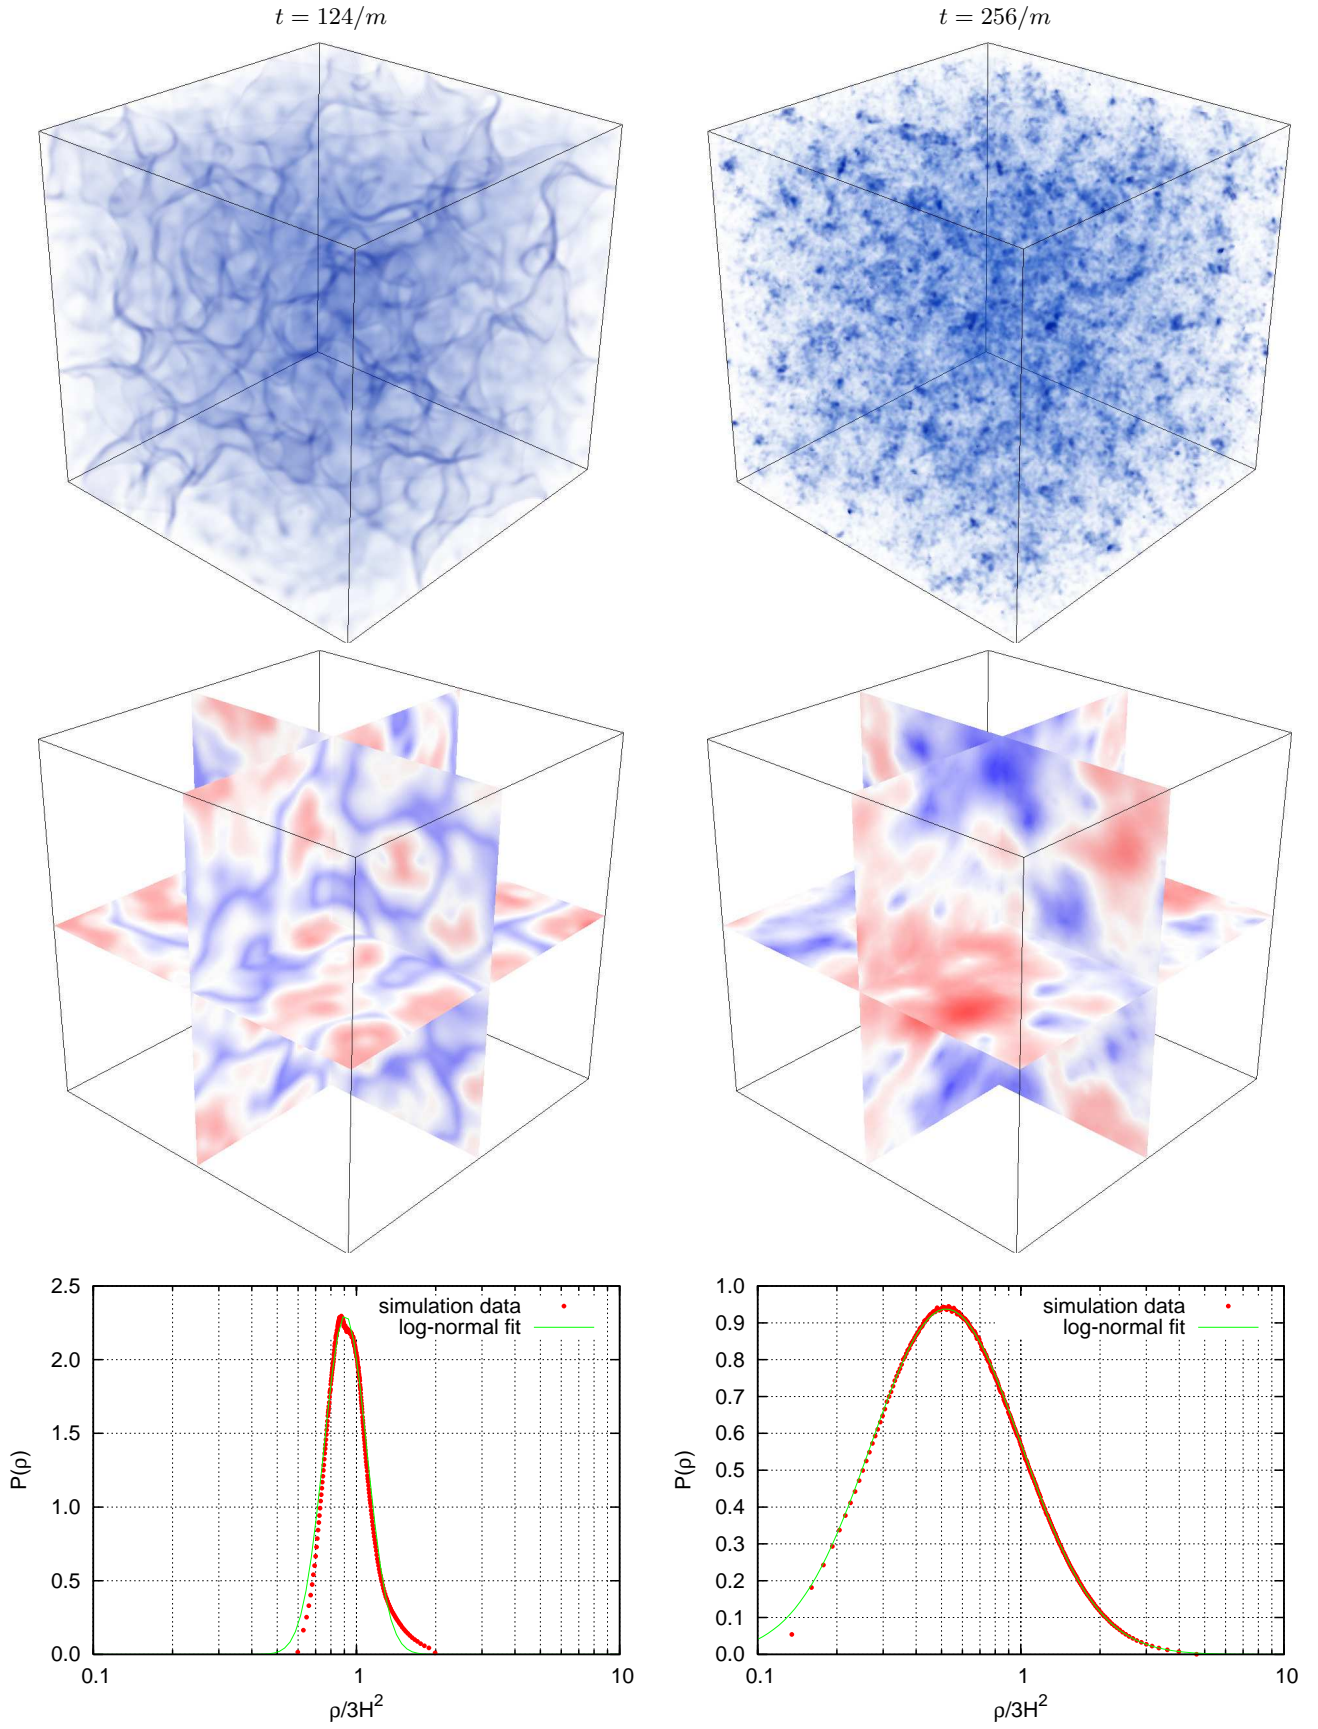 t = 124/m
t = 256/m
2.5
2.0
1.5
1.0
0.5
0.0
0.1
1
10
P(ρ)
ρ/3H²
simulation data
log-normal fit
1.0
0.9
0.8
0.7
0.6
0.5
0.4
0.3
0.2
0.1
0.0
0.1
1
10
P(ρ)
ρ/3H²
simulation data
log-normal fit